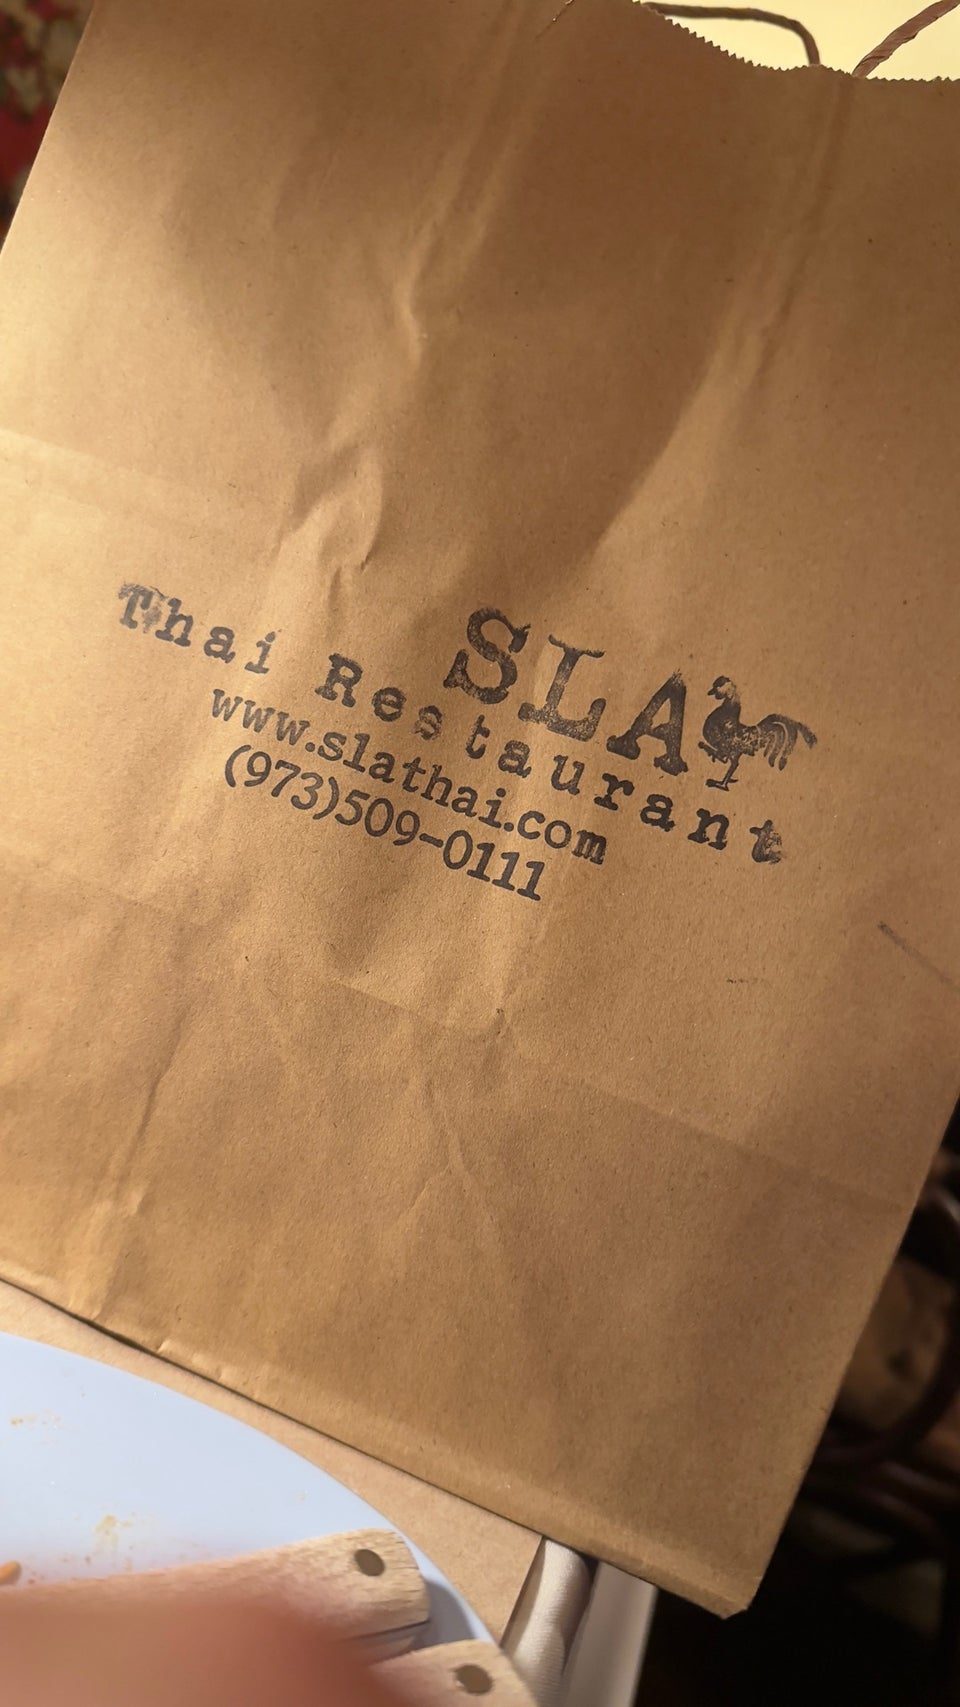 SLA
Thai Restaurant
www.slathai.com
(973)509-0111